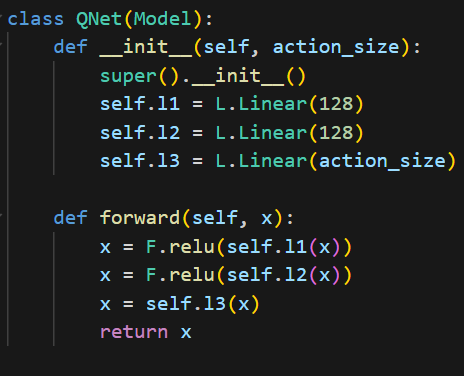 class QNet(Model):
    def __init__(self, action_size):
        super().__init__()
        self.l1 = L.Linear(128)
        self.l2 = L.Linear(128)
        self.l3 = L.Linear(action_size)

    def forward(self, x):
        x = F.relu(self.l1(x))
        x = F.relu(self.l2(x))
        x = self.l3(x)
        return x